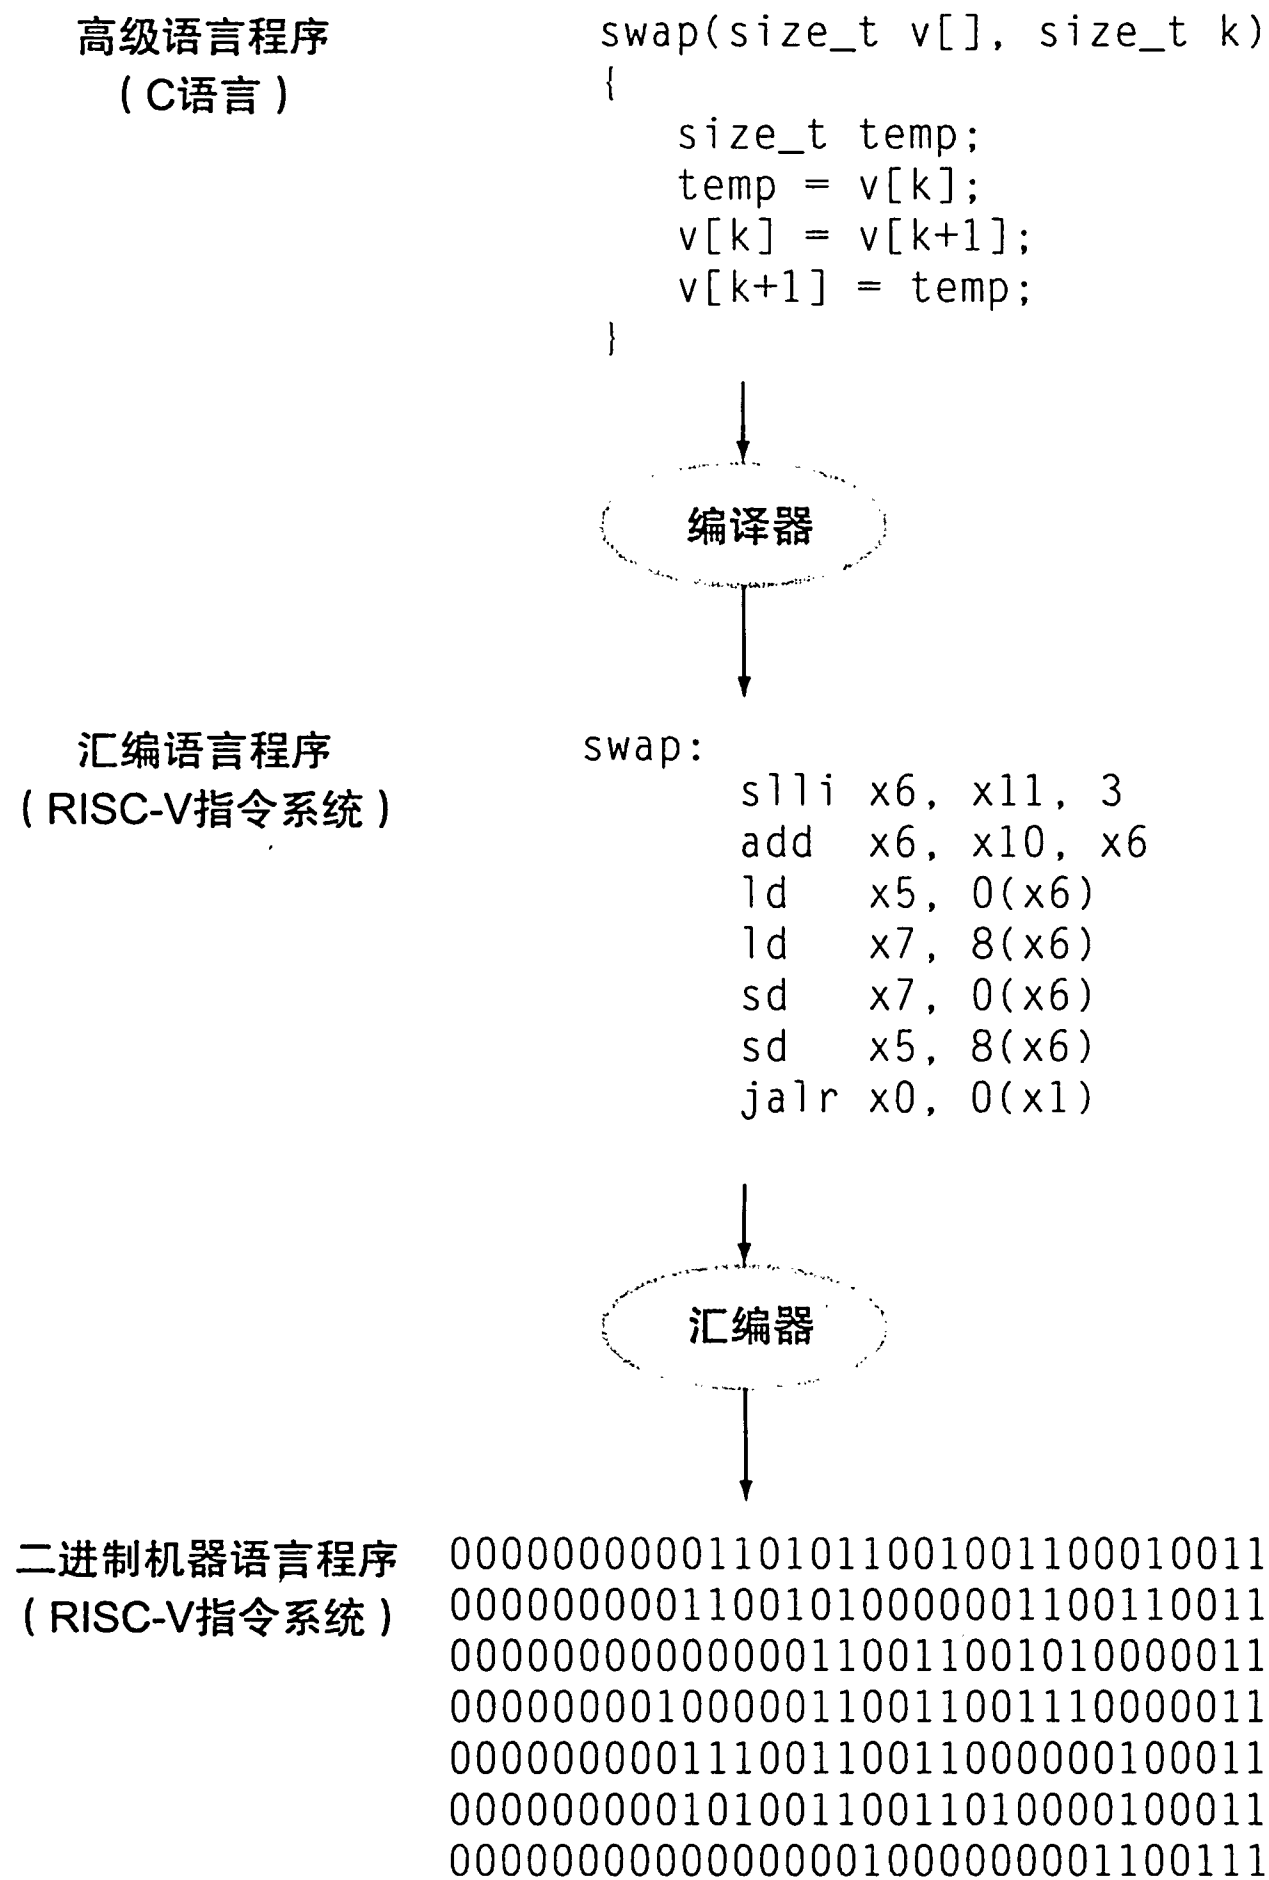 高级语言程序
(C语言)
swap(size_t v[], size_t k)
{
size_t temp;
temp = v[k];
v[k] = v[k+1];
v[k+1] = temp;
}
编译器
汇编语言程序
(RISC-V指令系统)
swap:
slli x6, x11, 3
add x6, x10, x6
ld x5, 0(x6)
ld x7, 8(x6)
sd x7, 0(x6)
sd x5, 8(x6)
jalr x0, 0(x1)
汇编器
二进制机器语言程序
(RISC-V指令系统)
00000000001101011001001100010011
00000000011001010000001100110011
00000000000000110011001010000011
00000000100000110011001110000011
00000000011100110011000000100011
00000000010100110011010000100011
00000000000000001000000001100111